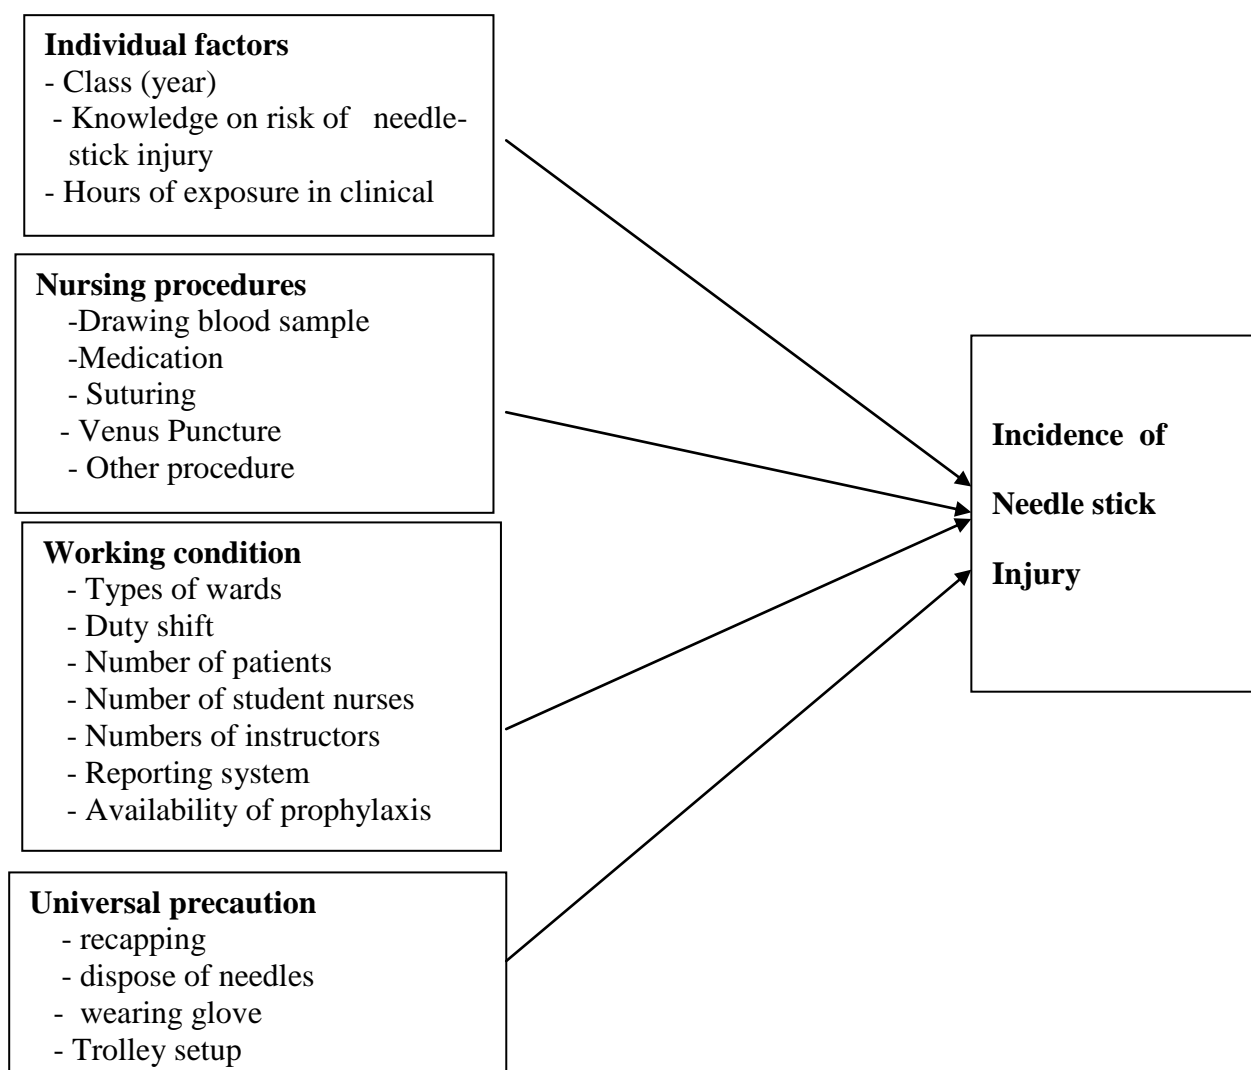 Individual factors
- Class (year)
- Knowledge on risk of needle-
stick injury
- Hours of exposure in clinical
Nursing procedures
-Drawing blood sample
-Medication
- Suturing
- Venus Puncture
- Other procedure
Working condition
- Types of wards
- Duty shift
- Number of patients
- Number of student nurses
- Numbers of instructors
- Reporting system
- Availability of prophylaxis
Universal precaution
- recapping
- dispose of needles
- wearing glove
- Trolley setup
Incidence of
Needle stick
Injury